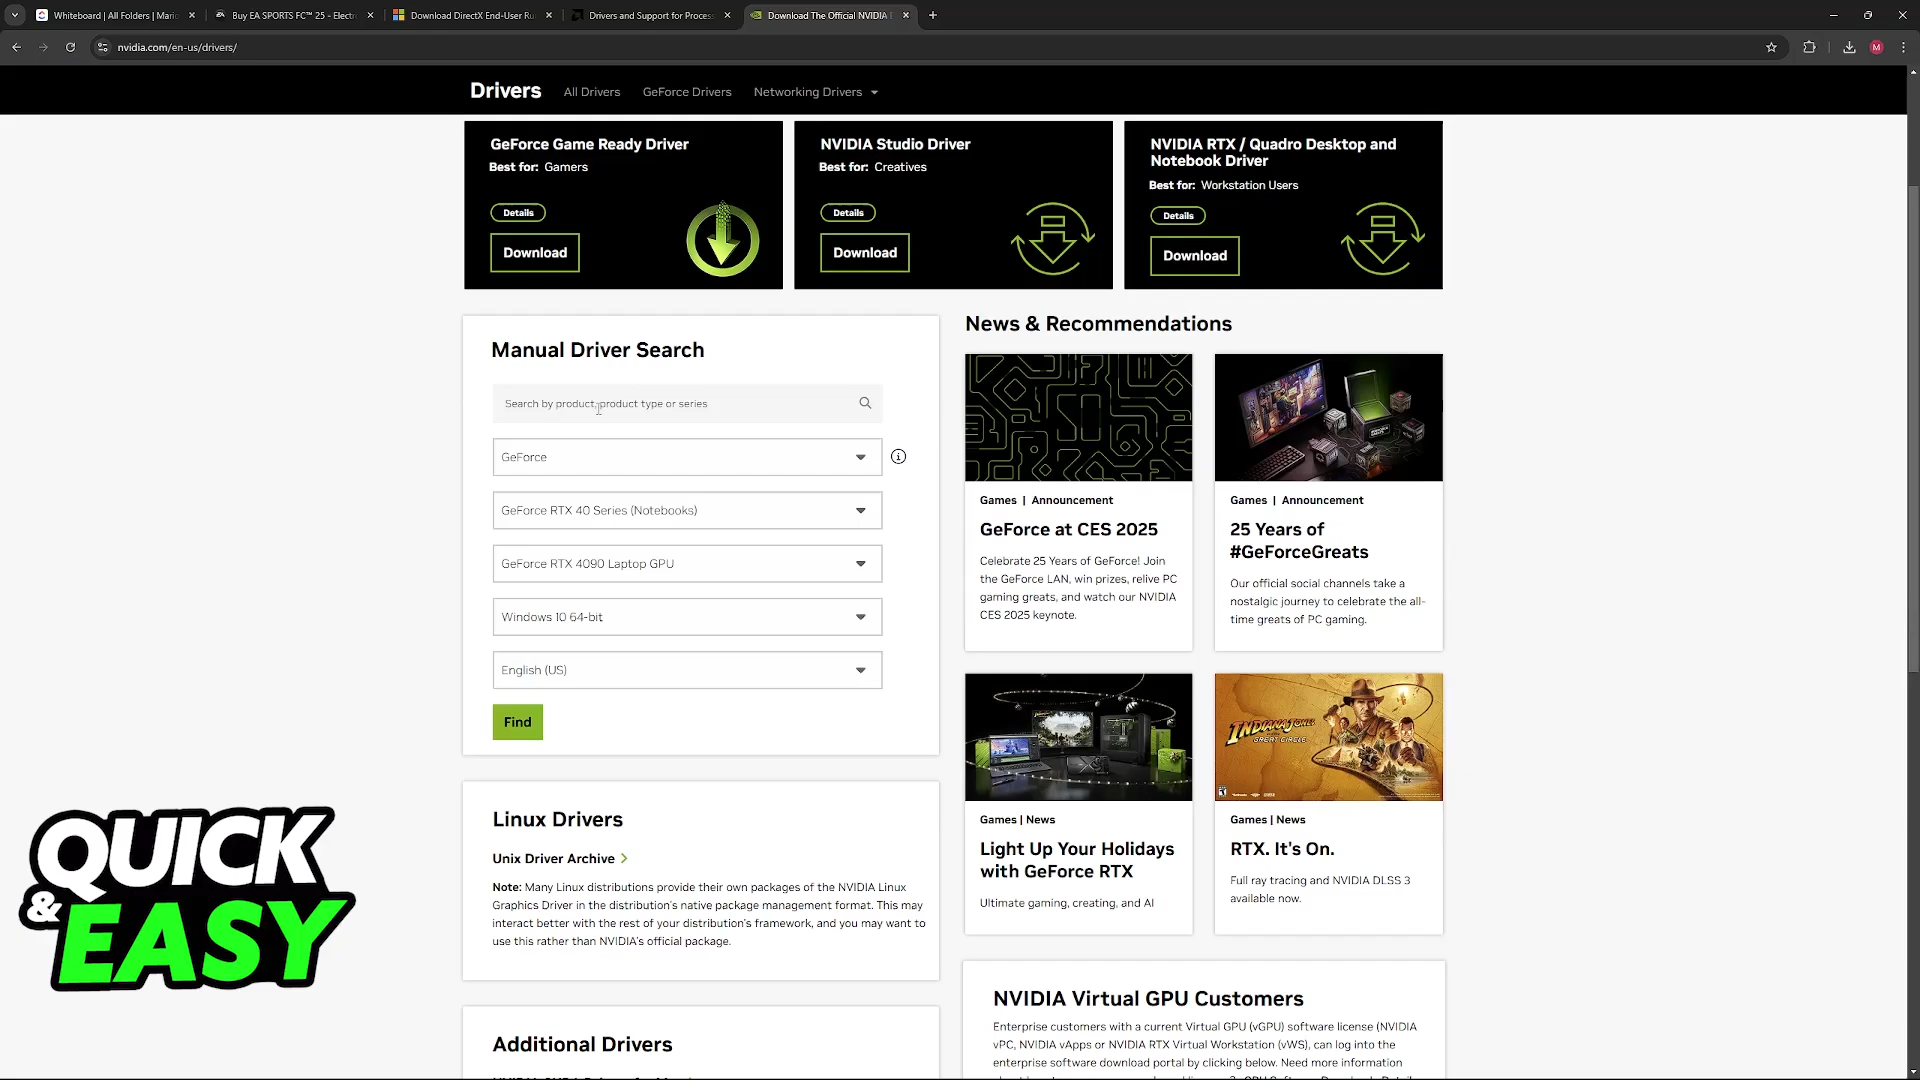 Whiteboard | All Folders | Mario
Buy EA SPORTS FC™ 25 - Electr
Download DirectX End-User Ru
Drivers and Support for Process
Download The Official NVIDIA
nvidia.com/en-us/drivers/
M
Drivers
All Drivers
GeForce Drivers
Networking Drivers
GeForce Game Ready Driver
Best for: Gamers
Details
Download
NVIDIA Studio Driver
Best for: Creatives
Details
Download
NVIDIA RTX / Quadro Desktop and
Notebook Driver
Best for: Workstation Users
Details
Download
Manual Driver Search
Search by product, product type or series
GeForce
GeForce RTX 40 Series (Notebooks)
GeForce RTX 4090 Laptop GPU
Windows 10 64-bit
English (US)
Find
Linux Drivers
Unix Driver Archive
Note: Many Linux distributions provide their own packages of the NVIDIA Linux
Graphics Driver in the distribution's native package management format. This may
interact better with the rest of your distribution's framework, and you may want to
use this rather than NVIDIA's official package.
Additional Drivers
News & Recommendations
Games | Announcement
GeForce at CES 2025
Celebrate 25 Years of GeForce! Join
the GeForce LAN, win prizes, relive PC
gaming greats, and watch our NVIDIA
CES 2025 keynote.
Games | Announcement
25 Years of
#GeForceGreats
Our official social channels take a
nostalgic journey to celebrate the all-
time greats of PC gaming.
Games | News
Light Up Your Holidays
with GeForce RTX
Ultimate gaming, creating, and AI
INDIANA JONES
GREAT CIRCLE
Games | News
RTX. It's On.
Full ray tracing and NVIDIA DLSS 3
available now.
NVIDIA Virtual GPU Customers
Enterprise customers with a current Virtual GPU (vGPU) software license (NVIDIA
vPC, NVIDIA vApps or NVIDIA RTX Virtual Workstation (vWS), can log into the
enterprise software download portal by clicking below. Need more information
QUICK
& EASY